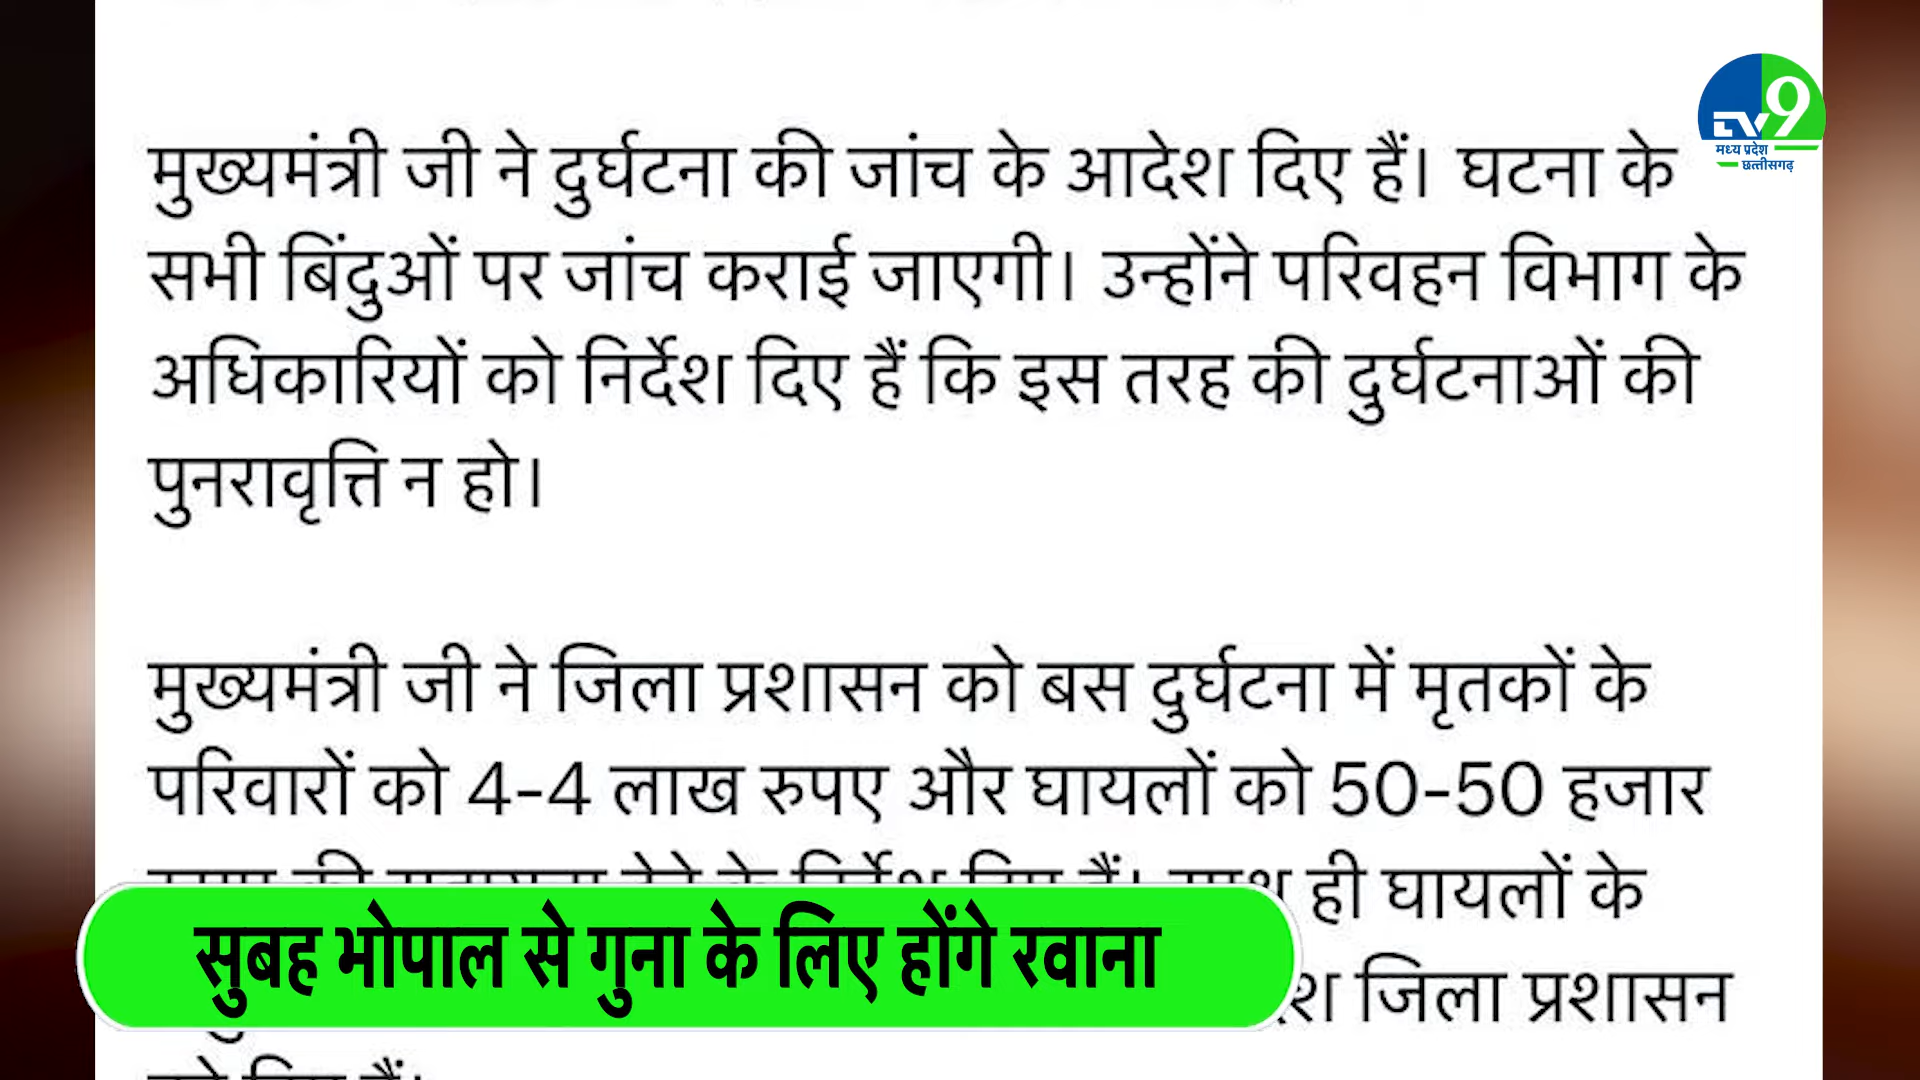 मुख्यमंत्री जी ने दुर्घटना की जांच के आदेश दिए हैं। घटना के
सभी बिंदुओं पर जांच कराई जाएगी। उन्होंने परिवहन विभाग के
अधिकारियों को निर्देश दिए हैं कि इस तरह की दुर्घटनाओं की
पुनरावृत्ति न हो।
मुख्यमंत्री जी ने जिला प्रशासन को बस दुर्घटना में मृतकों के
परिवारों को 4-4 लाख रुपए और घायलों को 50-50 हजार
ही घायलों के
जिला प्रशासन
सुबह भोपाल से गुना के लिए होंगे रवाना
TV9
मध्य प्रदेश
छत्तीसगढ़